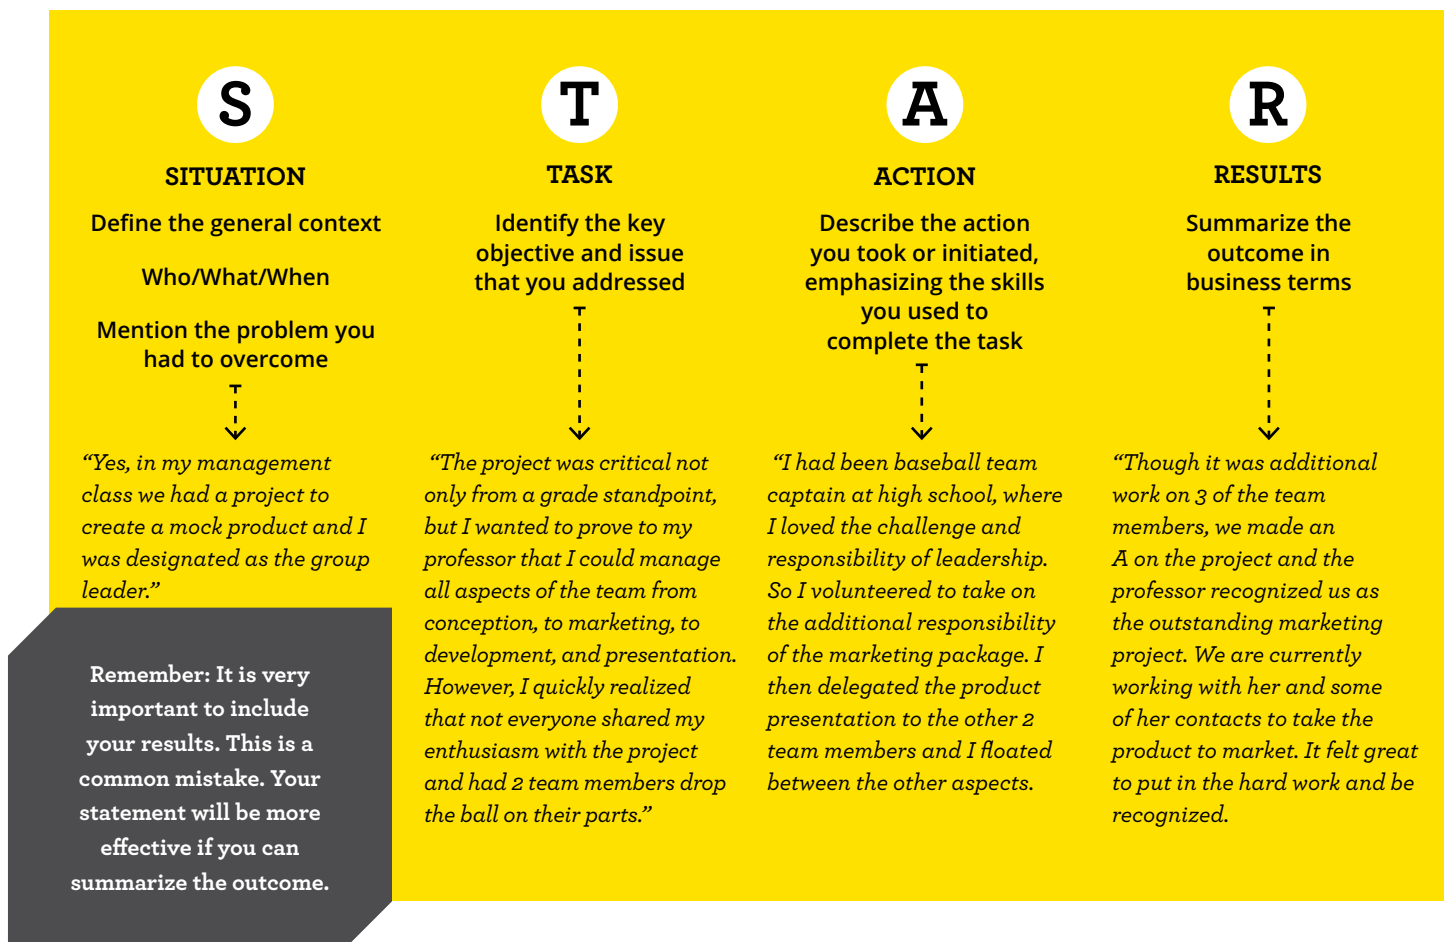 S
SITUATION
Define the general context
Who/What/When
Mention the problem you
had to overcome
“Yes, in my management
class we had a project to
create a mock product and I
was designated as the group
leader.”
Remember: It is very
important to include
your results. This is a
common mistake. Your
statement will be more
effective if you can
summarize the outcome.
T
TASK
Identify the key
objective and issue
that you addressed
“The project was critical not
only from a grade standpoint,
but I wanted to prove to my
professor that I could manage
all aspects of the team from
conception, to marketing, to
development, and presentation.
However, I quickly realized
that not everyone shared my
enthusiasm with the project
and had 2 team members drop
the ball on their parts.”
A
ACTION
Describe the action
you took or initiated,
emphasizing the skills
you used to
complete the task
“I had been baseball team
captain at high school, where
I loved the challenge and
responsibility of leadership.
So I volunteered to take on
the additional responsibility
of the marketing package. I
then delegated the product
presentation to the other 2
team members and I floated
between the other aspects.
R
RESULTS
Summarize the
outcome in
business terms
“Though it was additional
work on 3 of the team
members, we made an
A on the project and the
professor recognized us as
the outstanding marketing
project. We are currently
working with her and some
of her contacts to take the
product to market. It felt great
to put in the hard work and be
recognized.